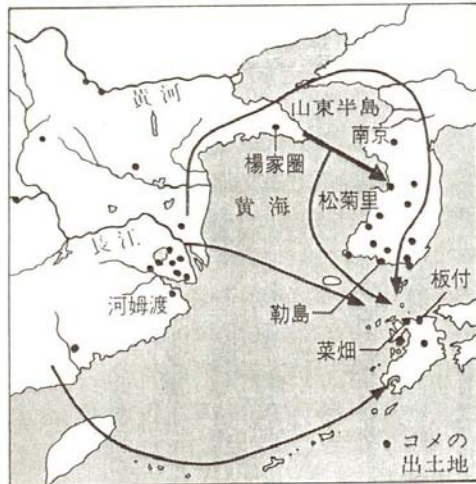 黄河
山東半島
南京
楊家圏
黄海
松菊里
長江
河姆渡
勒島
板付
菜畑
コメの
出土地